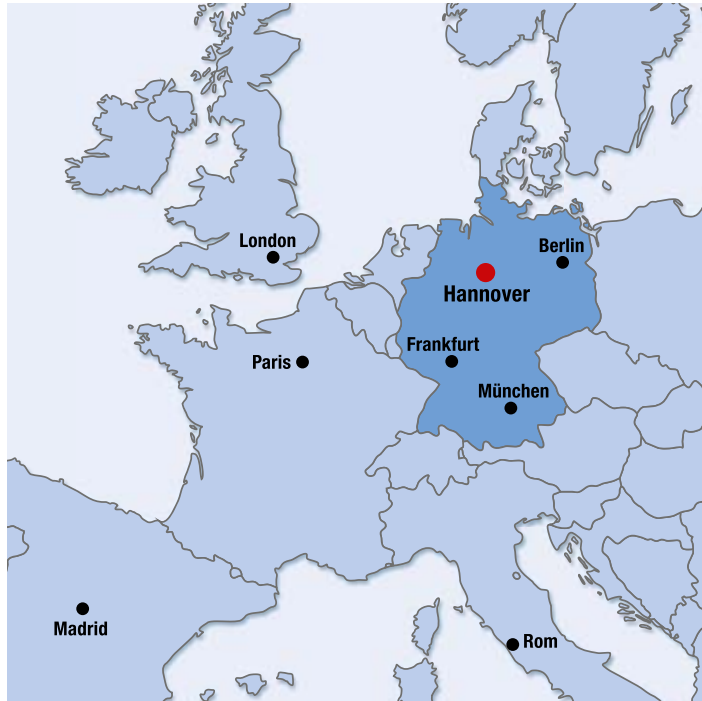 London
Berlin
Hannover
Frankfurt
Paris
München
Madrid
Rom